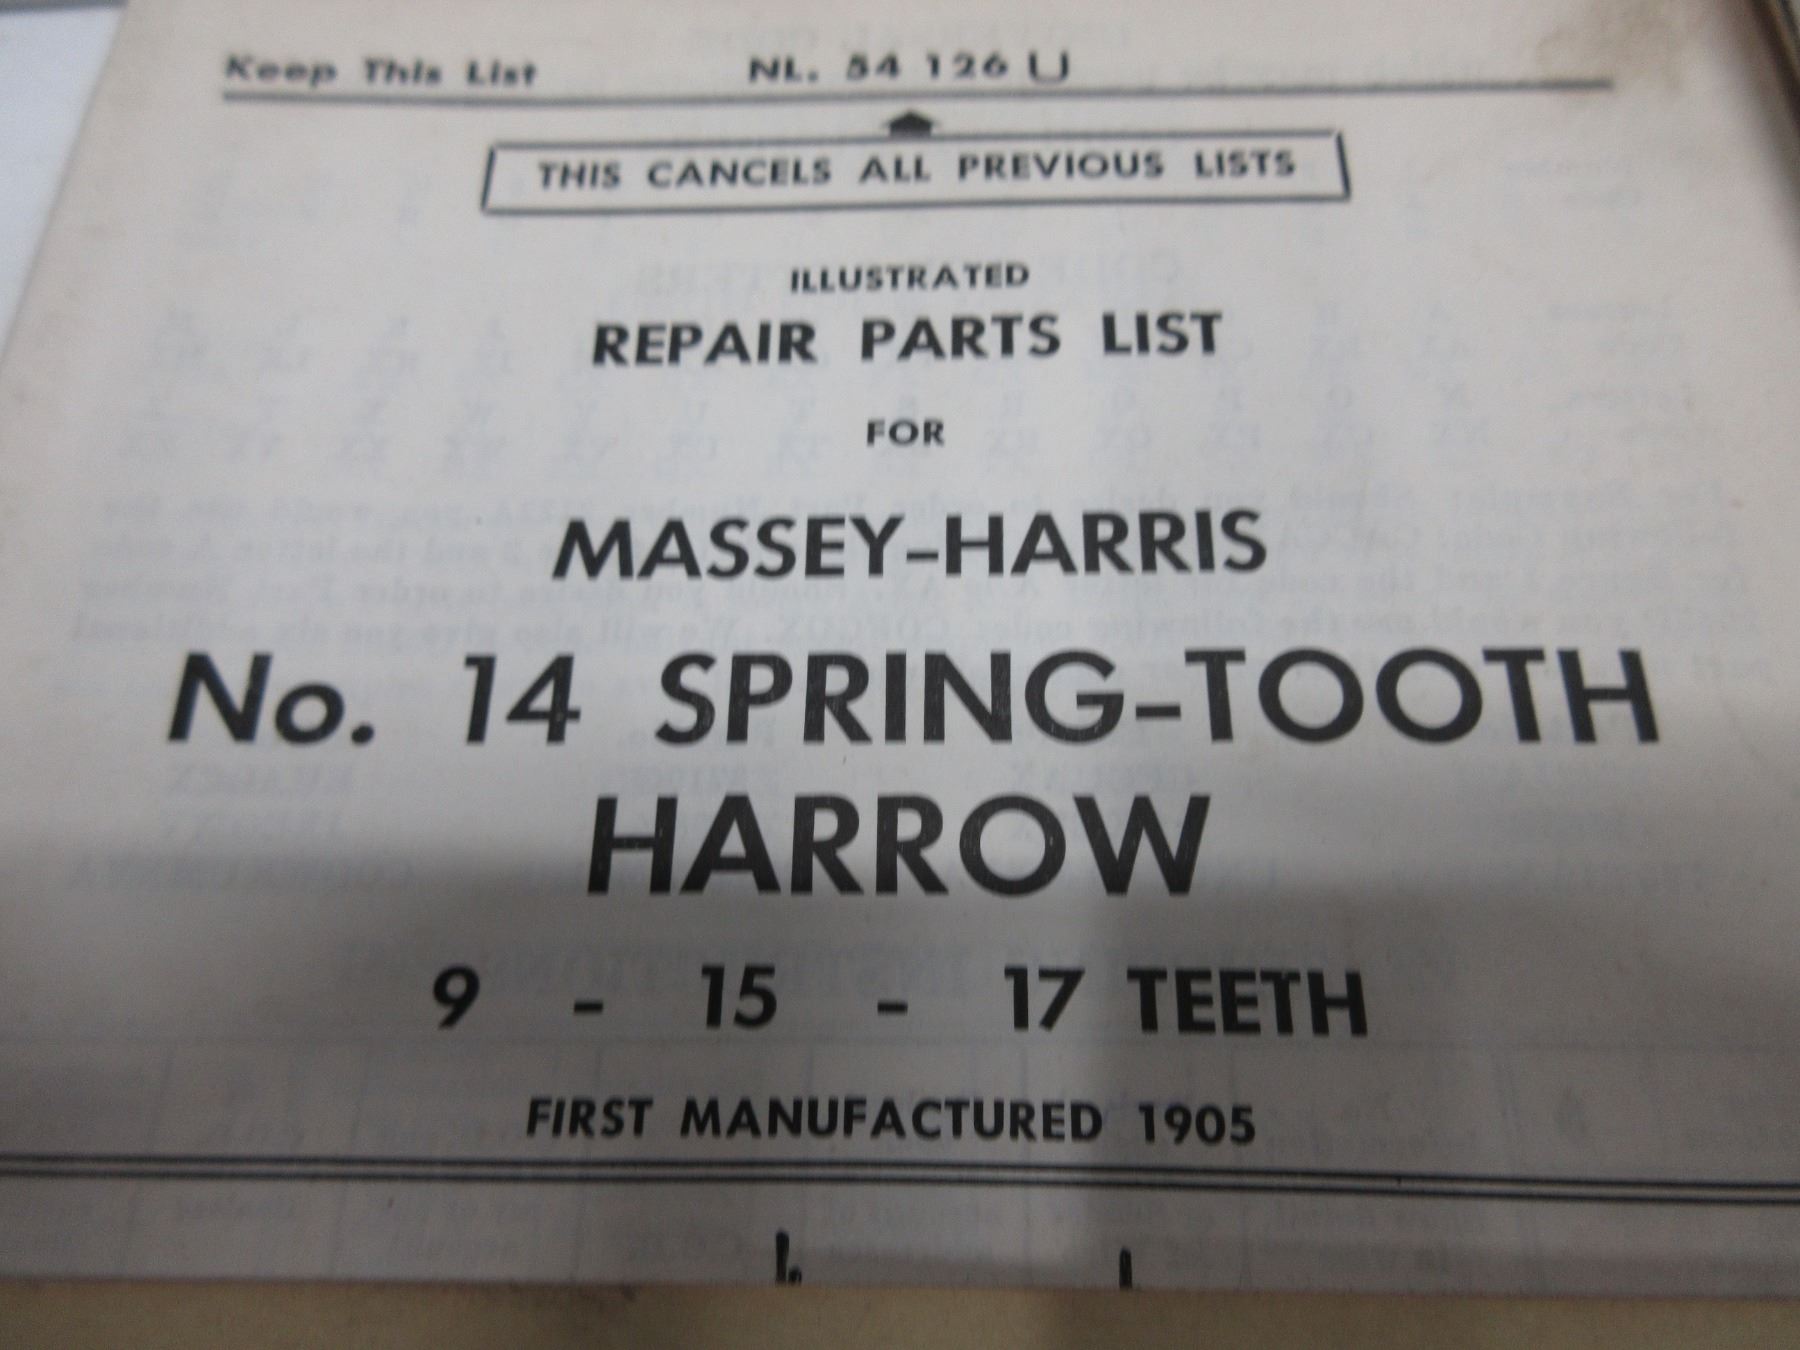 Keep This List NL. 54 126 U
THIS CANCELS ALL PREVIOUS LISTS
ILLUSTRATED
REPAIR PARTS LIST
FOR
MASSEY-HARRIS
No. 14 SPRING-TOOTH
HARROW
9 - 15 - 17 TEETH
FIRST MANUFACTURED 1905